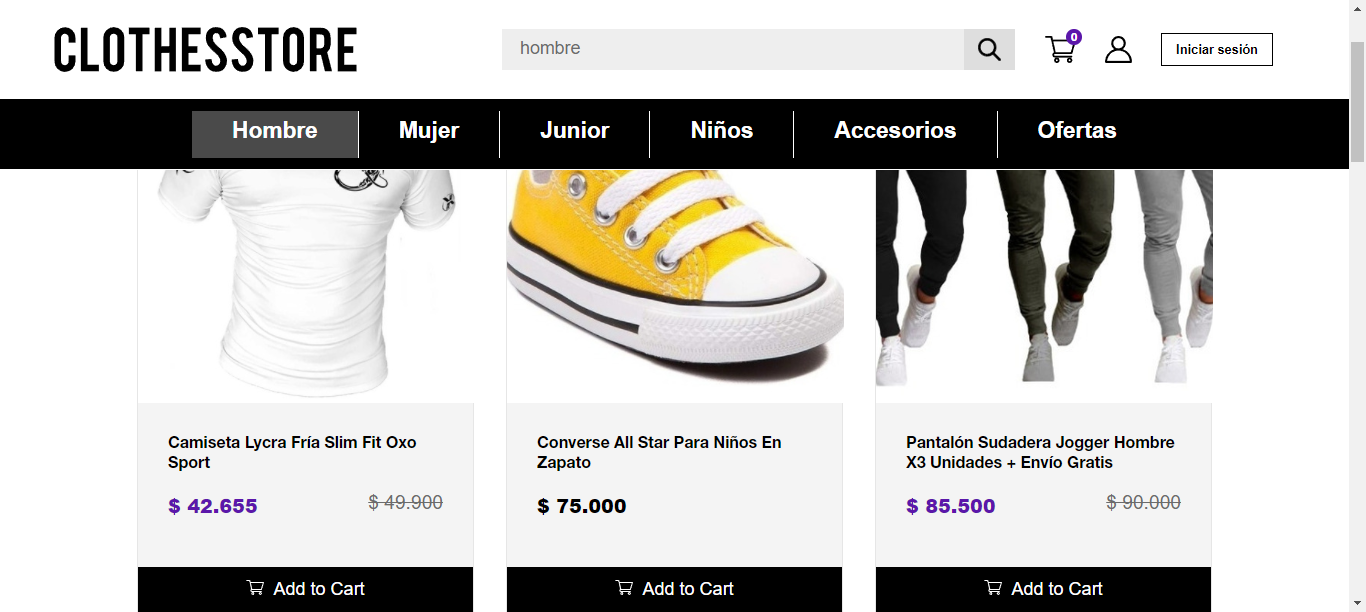 CLOTHESSTORE
hombre
0
Iniciar sesión
Hombre
Mujer
Junior
Niños
Accesorios
Ofertas
Camiseta Lycra Fría Slim Fit Oxo
Sport
$ 42.655
$ 49.900
Add to Cart
Converse All Star Para Niños En
Zapato
$ 75.000
Add to Cart
Pantalón Sudadera Jogger Hombre
X3 Unidades + Envío Gratis
$ 85.500
$ 90.000
Add to Cart